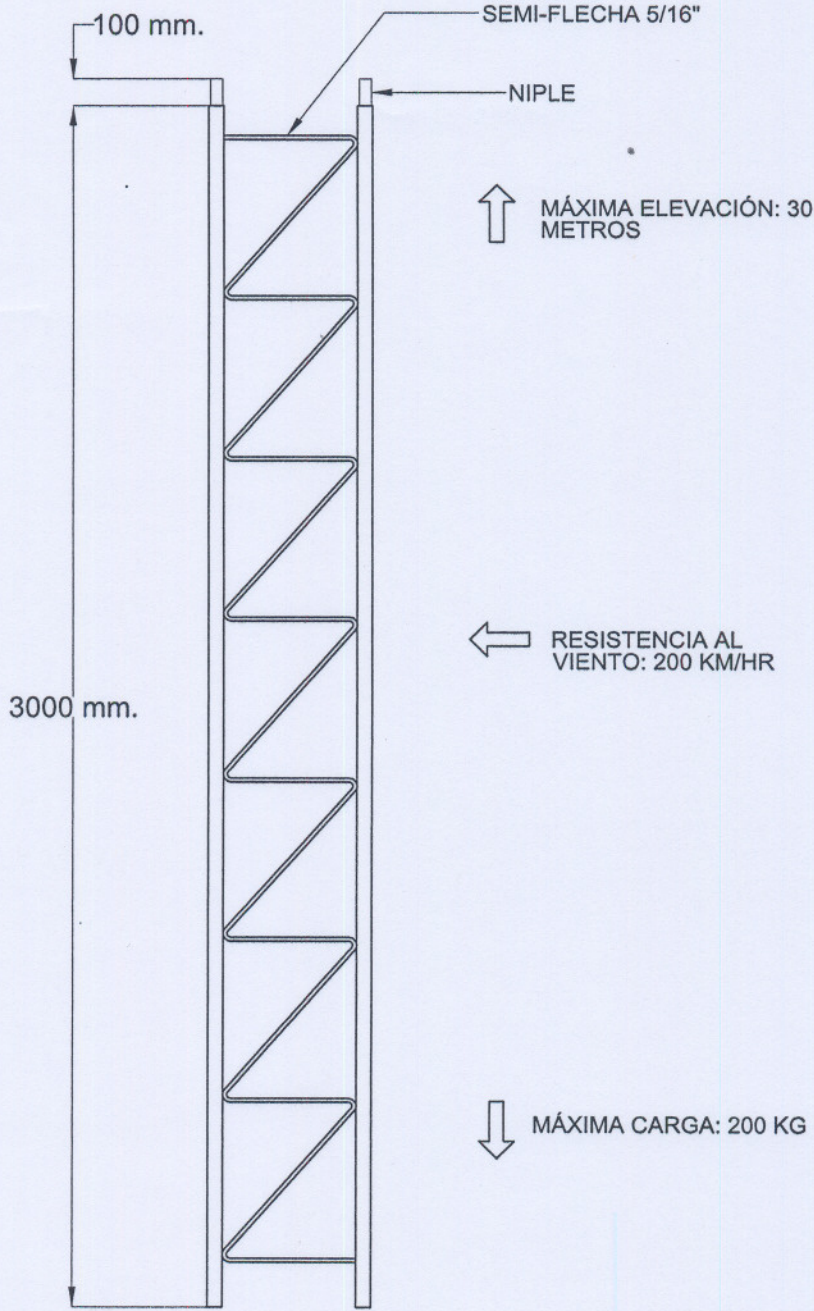 SEMI-FLECHA 5/16"
100 mm.
NIPLE
MÁXIMA ELEVACIÓN: 30
METROS
RESISTENCIA AL
VIENTO: 200 KM/HR
3000 mm.
MÁXIMA CARGA: 200 KG